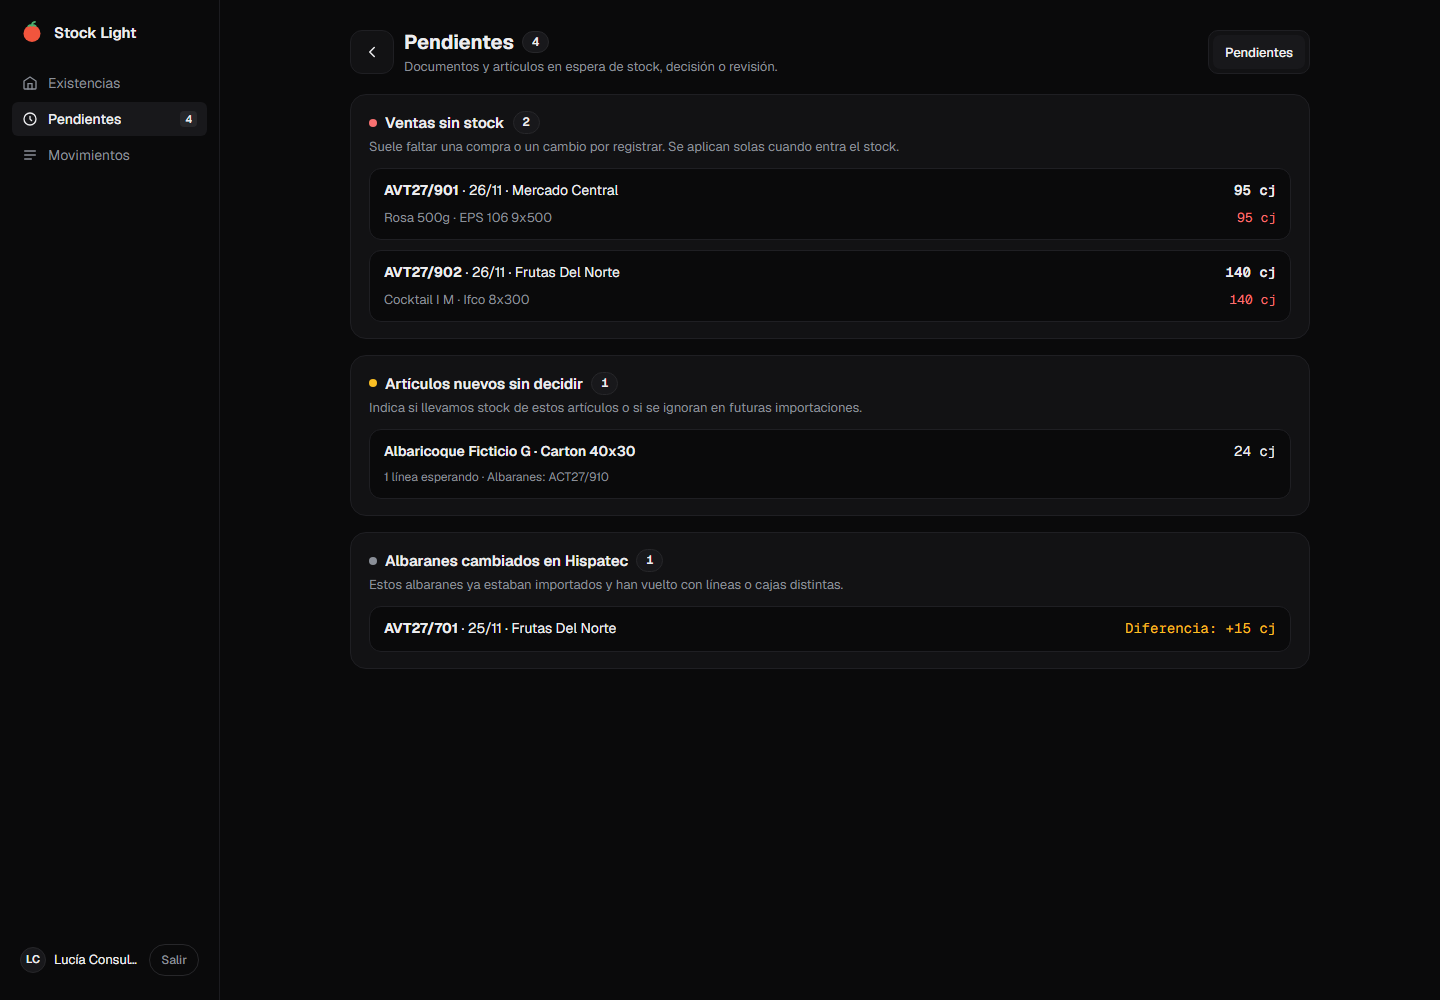 Stock Light
Existencias
Pendientes 4
Movimientos
Pendientes 4
Documentos y artículos en espera de stock, decisión o revisión.
Pendientes
Ventas sin stock 2
Suele faltar una compra o un cambio por registrar. Se aplican solas cuando entra el stock.
AVT27/901 · 26/11 · Mercado Central 95 cj
Rosa 500g · EPS 106 9x500 95 cj
AVT27/902 · 26/11 · Frutas Del Norte 140 cj
Cocktail I M · Ifco 8x300 140 cj
Artículos nuevos sin decidir 1
Indica si llevamos stock de estos artículos o si se ignoran en futuras importaciones.
Albaricoque Ficticio G · Carton 40x30 24 cj
1 línea esperando · Albaranes: ACT27/910
Albaranes cambiados en Hispatec 1
Estos albaranes ya estaban importados y han vuelto con líneas o cajas distintas.
AVT27/701 · 25/11 · Frutas Del Norte Diferencia: +15 cj
LC Lucía Consul... Salir